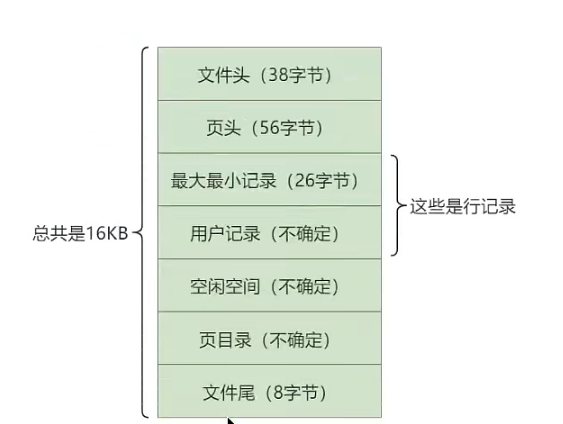 文件头（38字节）
页头（56字节）
最大最小记录（26字节）
用户记录（不确定）
空闲空间（不确定）
页目录（不确定）
文件尾（8字节）
总共是16KB
这些是行记录